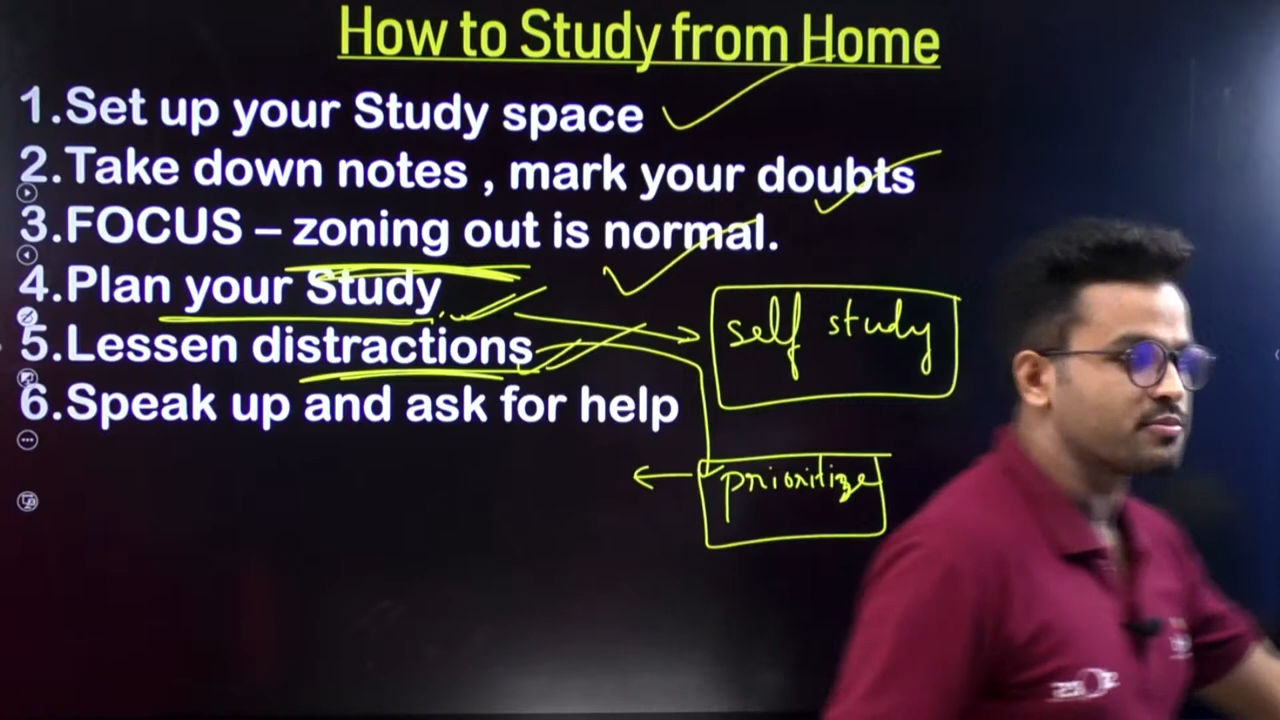 How to Study from Home
1.Set up your Study space
2.Take down notes , mark your doubts
3.FOCUS – zoning out is normal.
4.Plan your Study
5.Lessen distractions
6.Speak up and ask for help
self study
prioritize